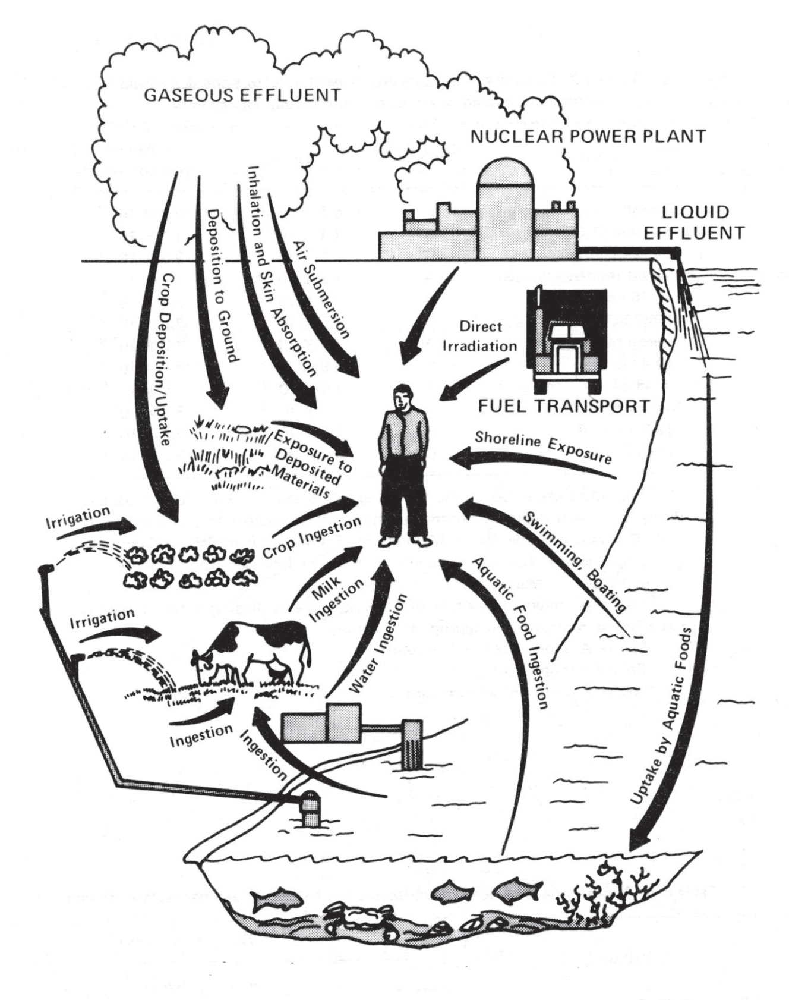 GASEOUS EFFLUENT
NUCLEAR POWER PLANT
LIQUID
EFFLUENT
Inhalation and Skin Absorption
Deposition to Ground
Air Submersion
Crop Deposition/Uptake
Direct
Irradiation
FUEL TRANSPORT
Exposure to
Deposited
Materials
Shoreline Exposure
Irrigation
Crop Ingestion
Swimming, Boating
Milk
Ingestion
Water Ingestion
Aquatic Food Ingestion
Irrigation
Uptake by Aquatic Foods
Ingestion
Ingestion